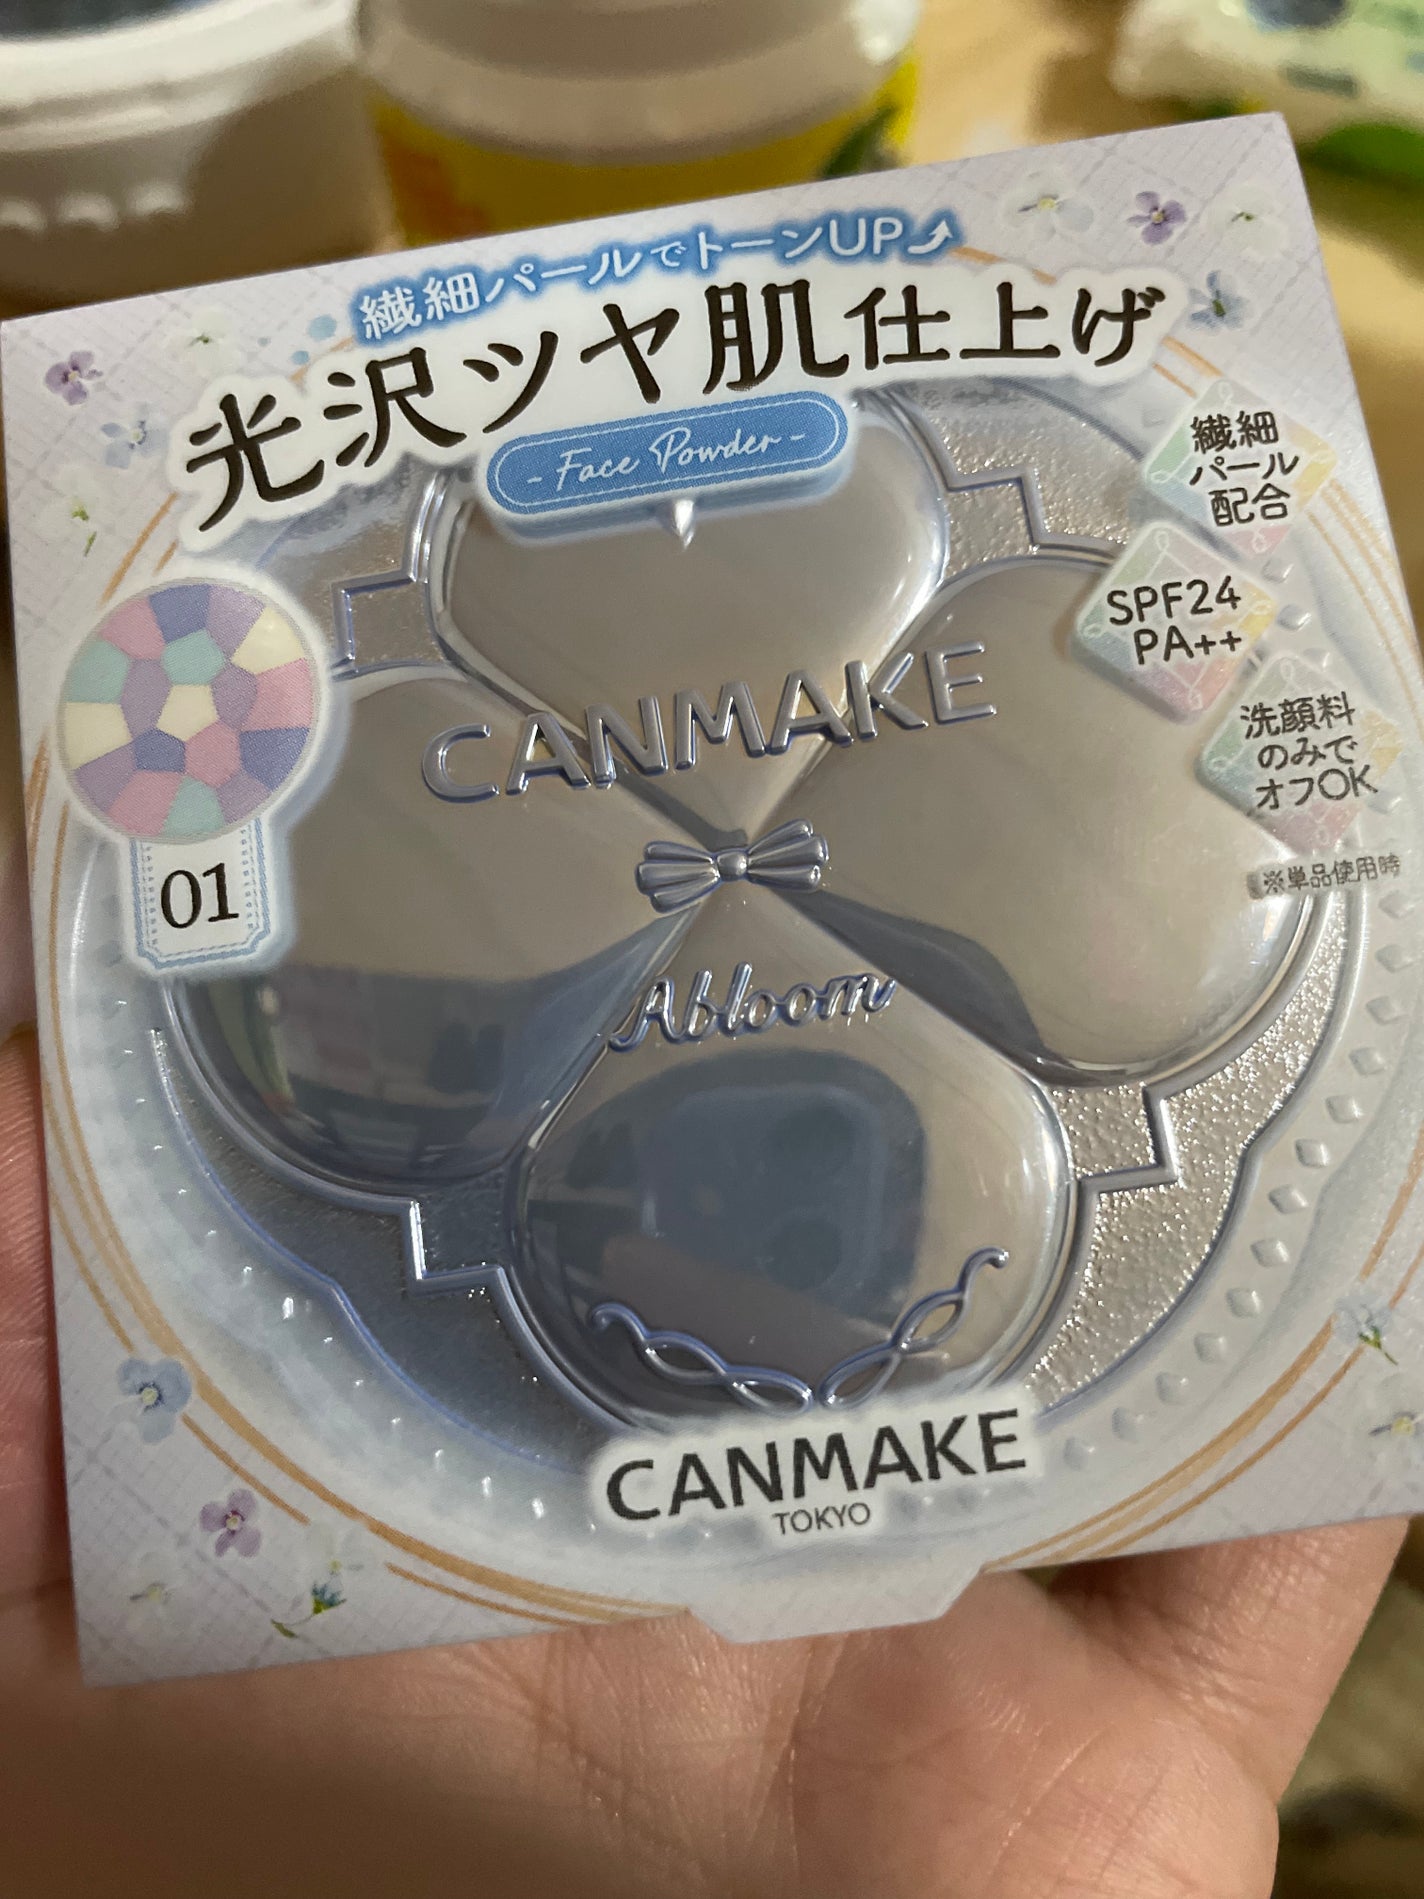 繊細パールでトーンUP⤴
光沢ツヤ肌仕上げ
-Face Powder-
繊細
パール
配合
SPF24
PA++
洗顔料
のみで
オフOK
※単品使用時
01
CANMAKE
Abloom
CANMAKE
TOKYO